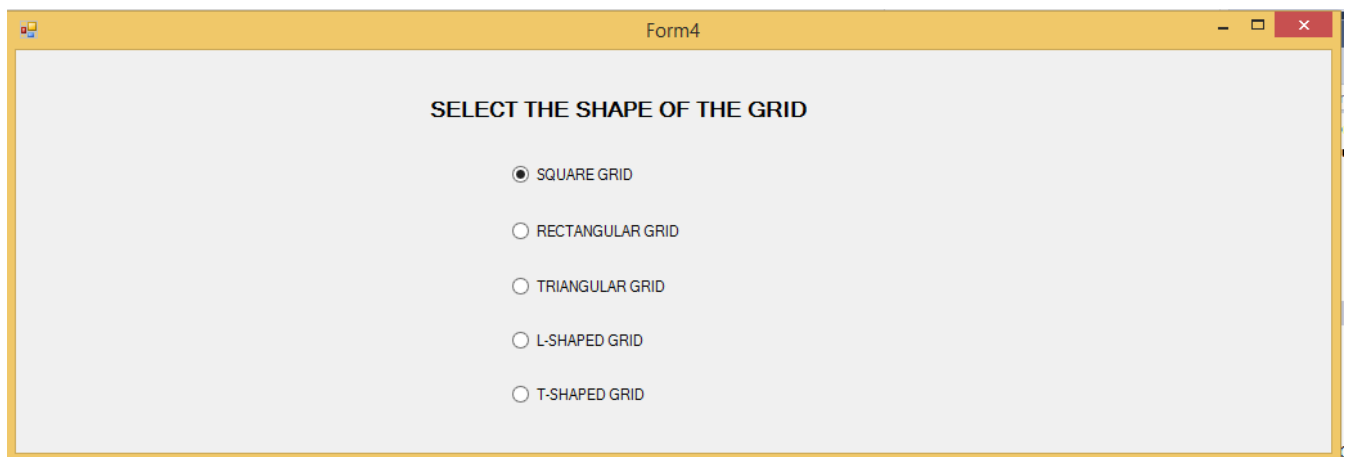 Form4
SELECT THE SHAPE OF THE GRID
SQUARE GRID
RECTANGULAR GRID
TRIANGULAR GRID
L-SHAPED GRID
T-SHAPED GRID